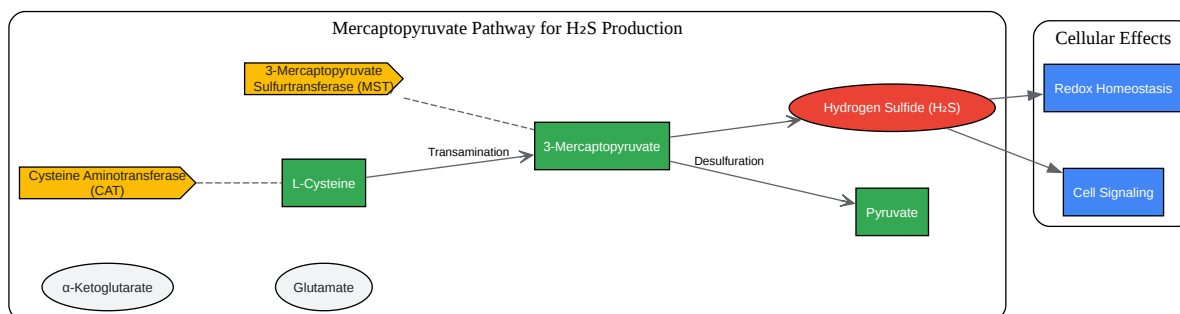 Mercaptopyruvate Pathway for H₂S Production
Cellular Effects
3-Mercaptopyruvate
Sulfurtransferase (MST)
Hydrogen Sulfide (H₂S)
Redox Homeostasis
3-Mercaptopyruvate
Transamination
Desulfuration
Cysteine Aminotransferase
(CAT)
L-Cysteine
Cell Signaling
Pyruvate
α-Ketoglutarate
Glutamate